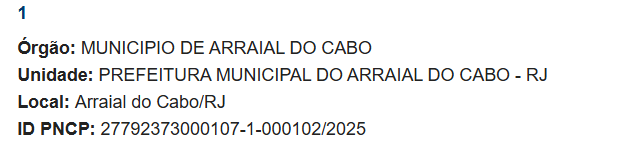 1
Órgão: MUNICIPIO DE ARRAIAL DO CABO
Unidade: PREFEITURA MUNICIPAL DO ARRAIAL DO CABO - RJ
Local: Arraial do Cabo/RJ
ID PNCP: 27792373000107-1-000102/2025